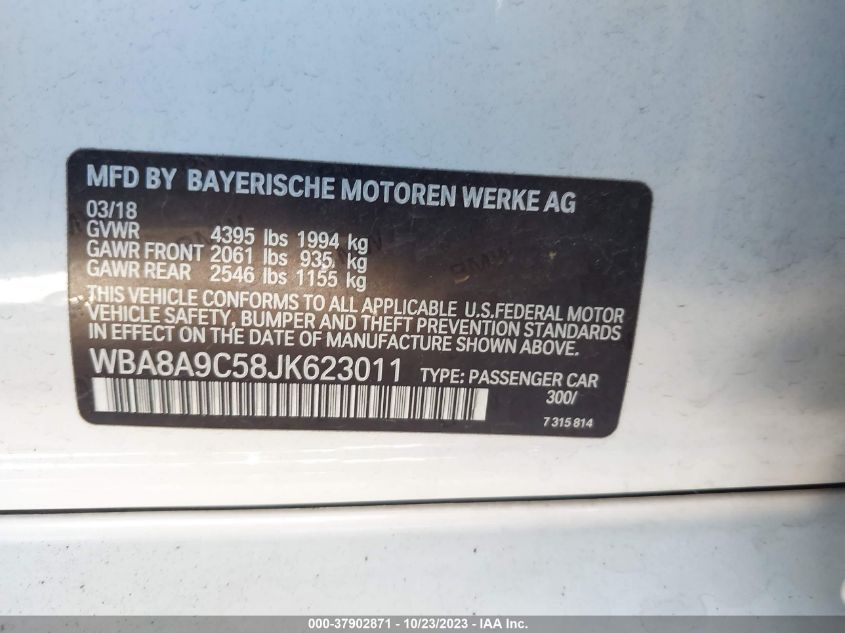 MFD BY BAYERISCHE MOTOREN WERKE AG
03/18
GVWR 4395 lbs 1994 kg
GAWR FRONT 2061 lbs 935 kg
GAWR REAR 2546 lbs 1155 kg
THIS VEHICLE CONFORMS TO ALL APPLICABLE U.S.FEDERAL MOTOR
VEHICLE SAFETY, BUMPER AND THEFT PREVENTION STANDARDS
IN EFFECT ON THE DATE OF MANUFACTURE SHOWN ABOVE.
WBA8A9C58JK623011 TYPE: PASSENGER CAR
300/
7 315 814
000-37902871 - 10/23/2023 - IAA Inc.